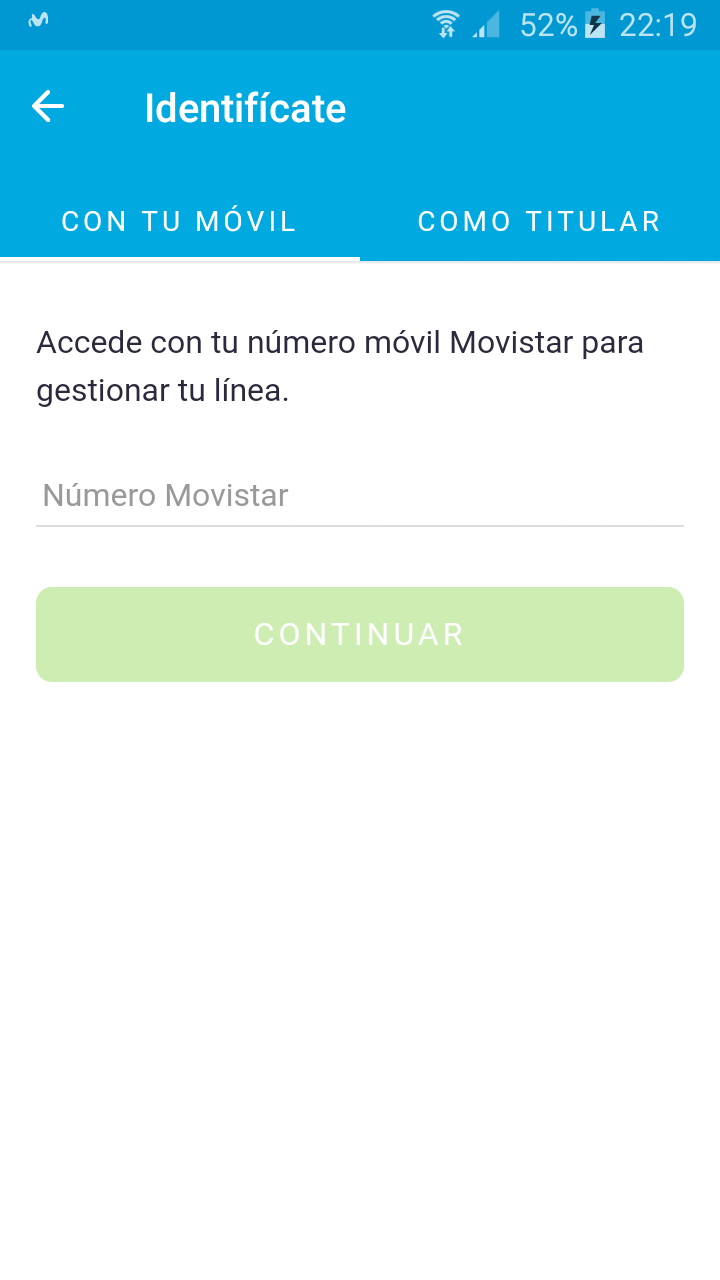 52% 22:19
Identifícate
CON TU MÓVIL COMO TITULAR
Accede con tu número móvil Movistar para
gestionar tu línea.
Número Movistar
CONTINUAR